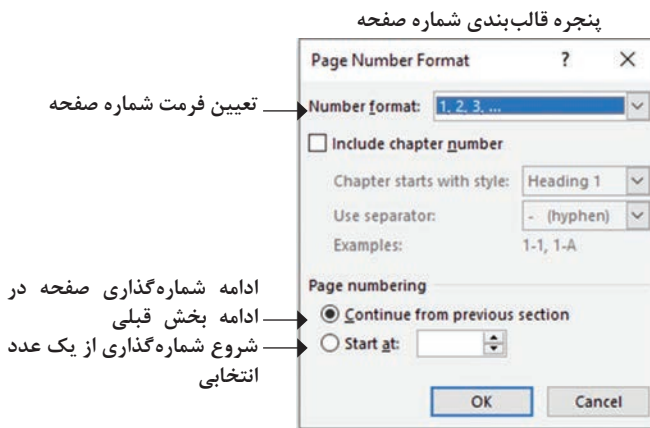 پنجره قالب‌بندی شماره صفحه
Page Number Format ? ×
تعیین فرمت شماره صفحه
Number format: 1, 2, 3, ...
Include chapter number
Chapter starts with style: Heading 1
Use separator: - (hyphen)
Examples: 1-1, 1-A
Page numbering
ادامه شماره‌گذاری صفحه در
ادامه بخش قبلی
Continue from previous section
شروع شماره‌گذاری از یک عدد
انتخابی
Start at:
OK Cancel